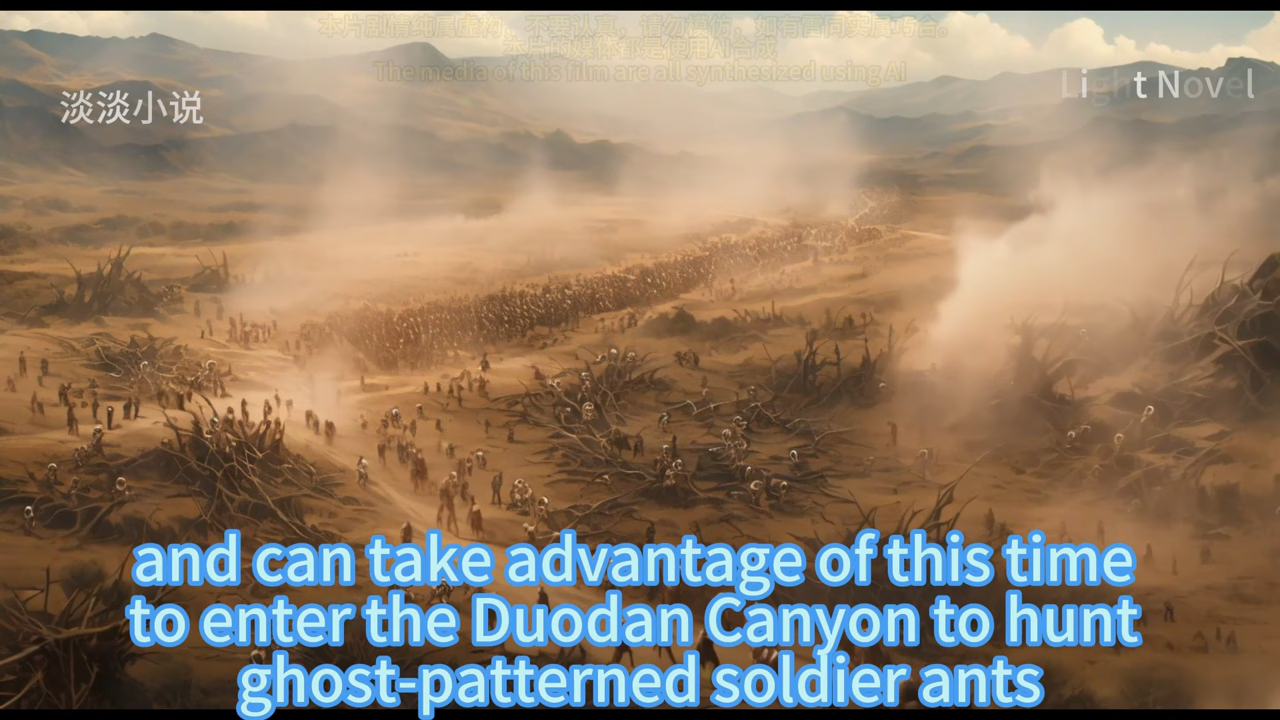 本片剧情纯属虚构，不要认真，请勿模仿，如有雷同实属巧合。
本片的媒体都是使用AI合成
The media of this film are all synthesized using AI
淡淡小说
Light Novel
and can take advantage of this time
to enter the Duodan Canyon to hunt
ghost-patterned soldier ants